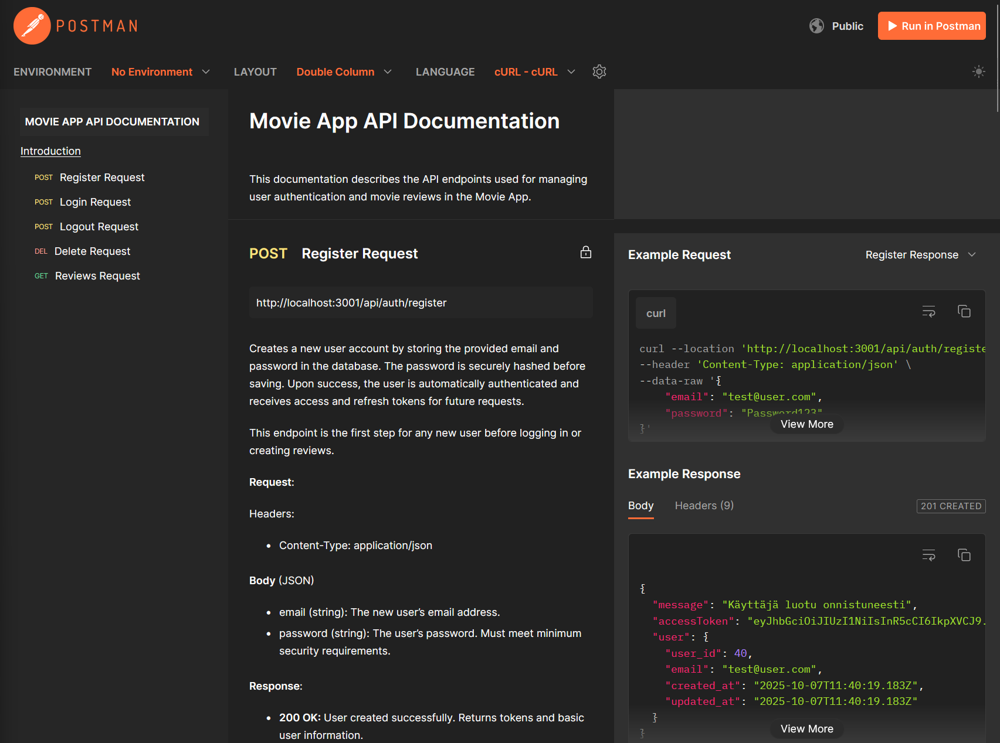 POSTMAN
Public
Run in Postman
ENVIRONMENT
No Environment
LAYOUT
Double Column
LANGUAGE
cURL - cURL
MOVIE APP API DOCUMENTATION
Introduction
POST Register Request
POST Login Request
POST Logout Request
DEL Delete Request
GET Reviews Request
Movie App API Documentation
This documentation describes the API endpoints used for managing
user authentication and movie reviews in the Movie App.
POST Register Request
http://localhost:3001/api/auth/register
Creates a new user account by storing the provided email and
password in the database. The password is securely hashed before
saving. Upon success, the user is automatically authenticated and
receives access and refresh tokens for future requests.
This endpoint is the first step for any new user before logging in or
creating reviews.
Request:
Headers:
• Content-Type: application/json
Body (JSON)
• email (string): The new user’s email address.
• password (string): The user’s password. Must meet minimum
security requirements.
Response:
• 200 OK: User created successfully. Returns tokens and basic
user information.
Example Request
Register Response
curl
curl --location 'http://localhost:3001/api/auth/registe
--header 'Content-Type: application/json' \
--data-raw '{
"email": "test@user.com",
"password": "Password123"
}'
View More
Example Response
Body
Headers (9)
201 CREATED
{
"message": "Käyttäjä luotu onnistuneesti",
"accessToken": "eyJhbGciOiJIUzI1NiIsInR5cCI6IkpXVCJ9.
"user": {
"user_id": 40,
"email": "test@user.com",
"created_at": "2025-10-07T11:40:19.183Z",
"updated_at": "2025-10-07T11:40:19.183Z"
}
}
View More